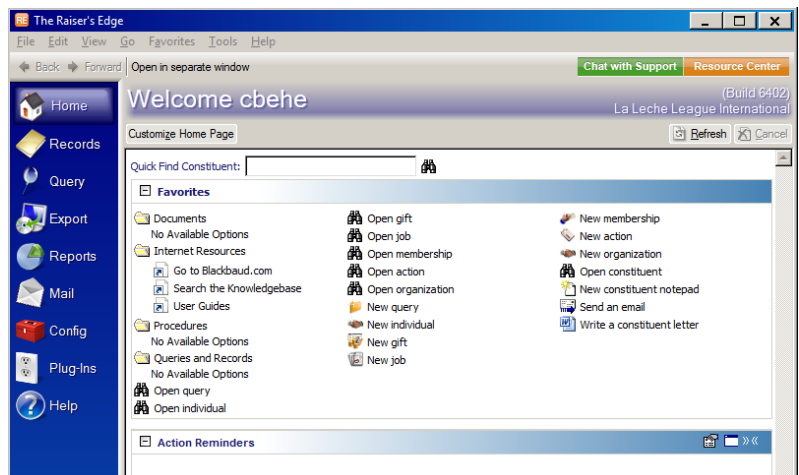 RE The Raiser's Edge
File Edit View Go Favorites Tools Help
Back Forward Open in separate window Chat with Support Resource Center
Home
Records
Query
Export
Reports
Mail
Config
Plug-Ins
Help
Welcome cbehe
(Build 6402)
La Leche League International
Customize Home Page Refresh Cancel
Quick Find Constituent:
Favorites
Documents
No Available Options
Internet Resources
Go to Blackbaud.com
Search the Knowledgebase
User Guides
Procedures
No Available Options
Queries and Records
No Available Options
Open query
Open individual
Open gift
Open job
Open membership
Open action
Open organization
New query
New individual
New gift
New job
New membership
New action
New organization
Open constituent
New constituent notepad
Send an email
Write a constituent letter
Action Reminders